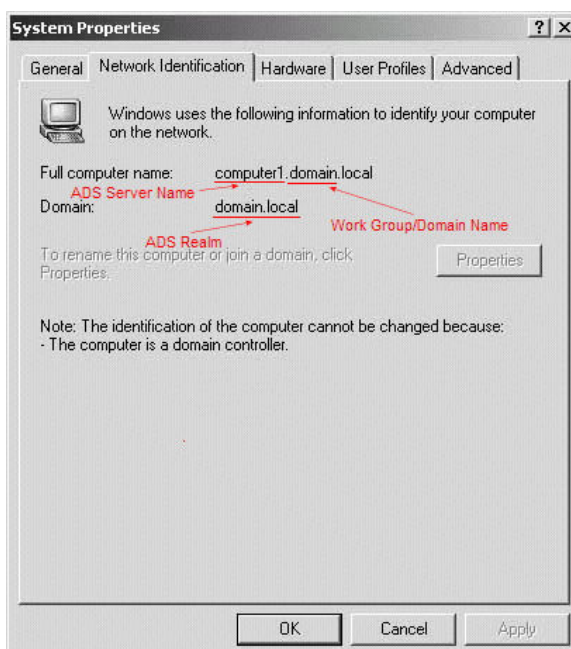 System Properties
? X
General Network Identification Hardware User Profiles Advanced
Windows uses the following information to identify your computer
on the network.
Full computer name: computer1.domain.local
ADS Server Name
Domain: domain.local
Work Group/Domain Name
ADS Realm
To rename this computer or join a domain, click
Properties.
Properties
Note: The identification of the computer cannot be changed because:
- The computer is a domain controller.
OK Cancel Apply